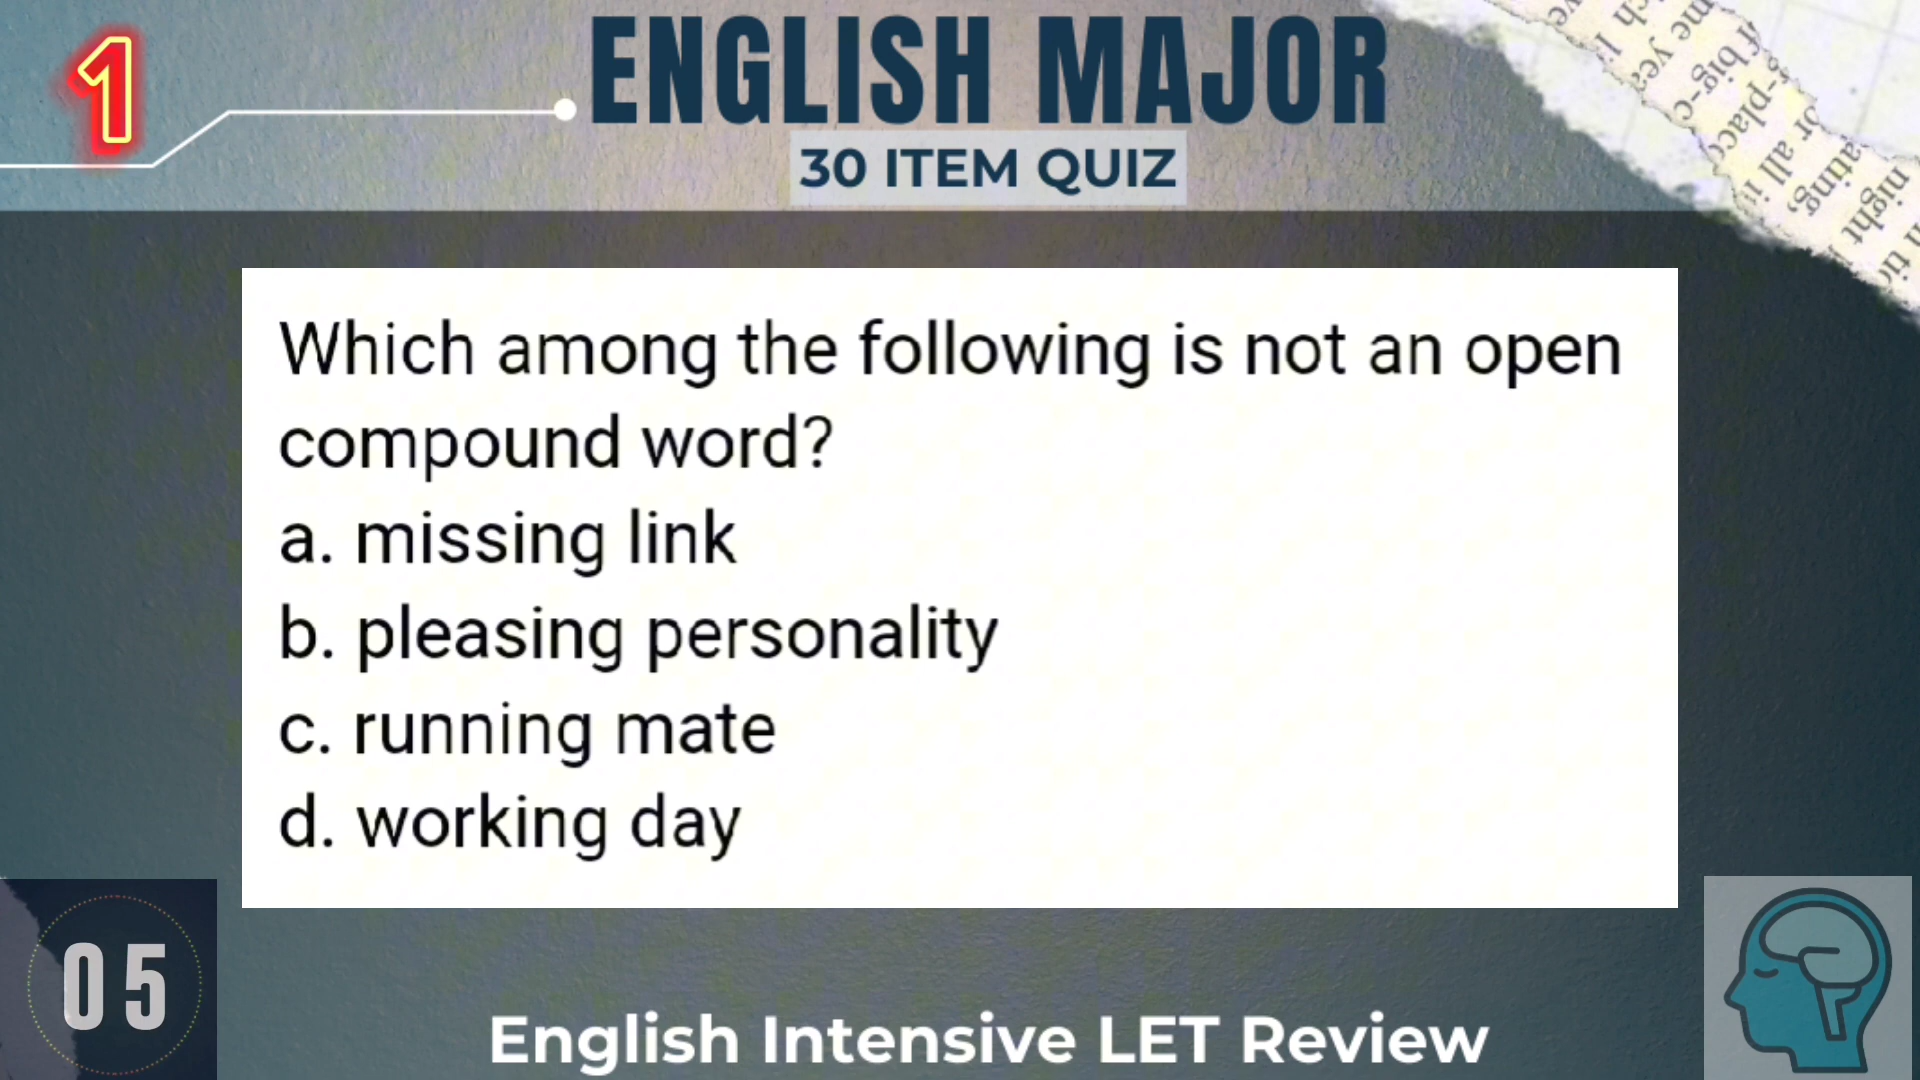 1
ENGLISH MAJOR
30 ITEM QUIZ
Which among the following is not an open
compound word?
a. missing link
b. pleasing personality
c. running mate
d. working day
05
English Intensive LET Review